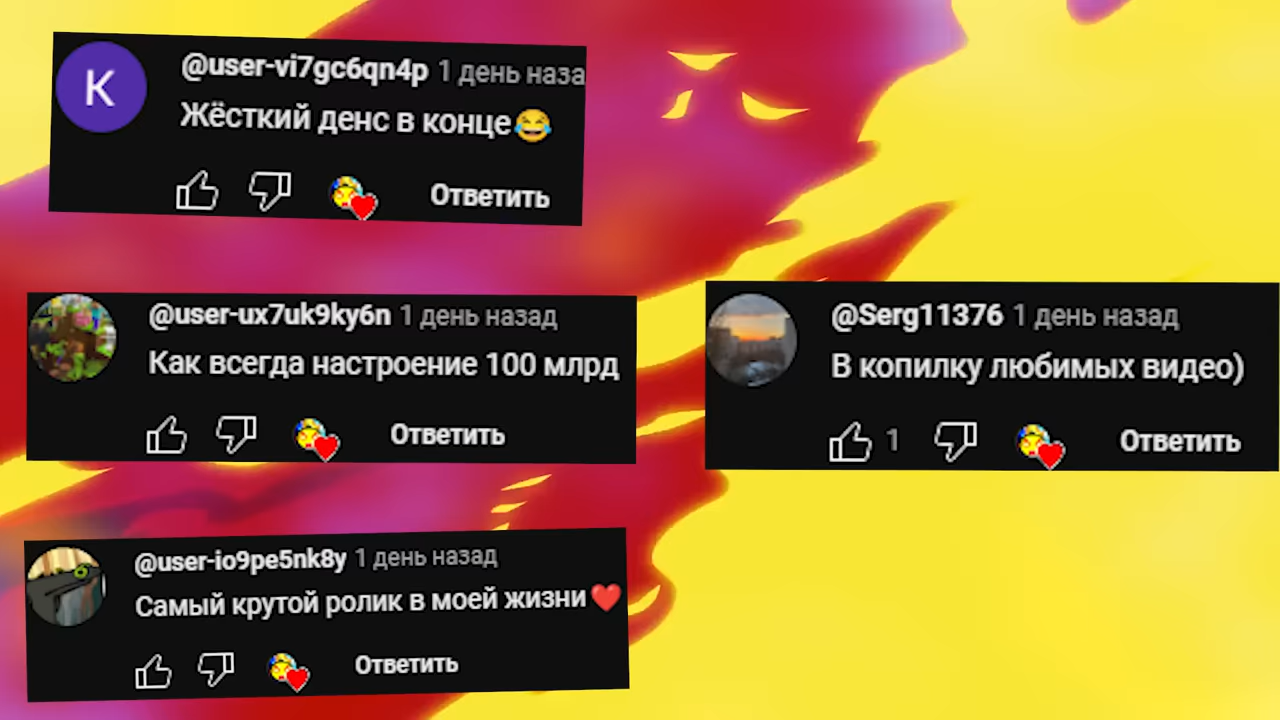 К
@user-vi7gc6qn4p 1 день наза
Жёсткий денс в конце😂
Ответить
@user-ux7uk9ky6n 1 день назад
Как всегда настроение 100 млрд
Ответить
@Serg11376 1 день назад
В копилку любимых видео)
1
Ответить
@user-io9pe5nk8y 1 день назад
Самый крутой ролик в моей жизни❤️
Ответить